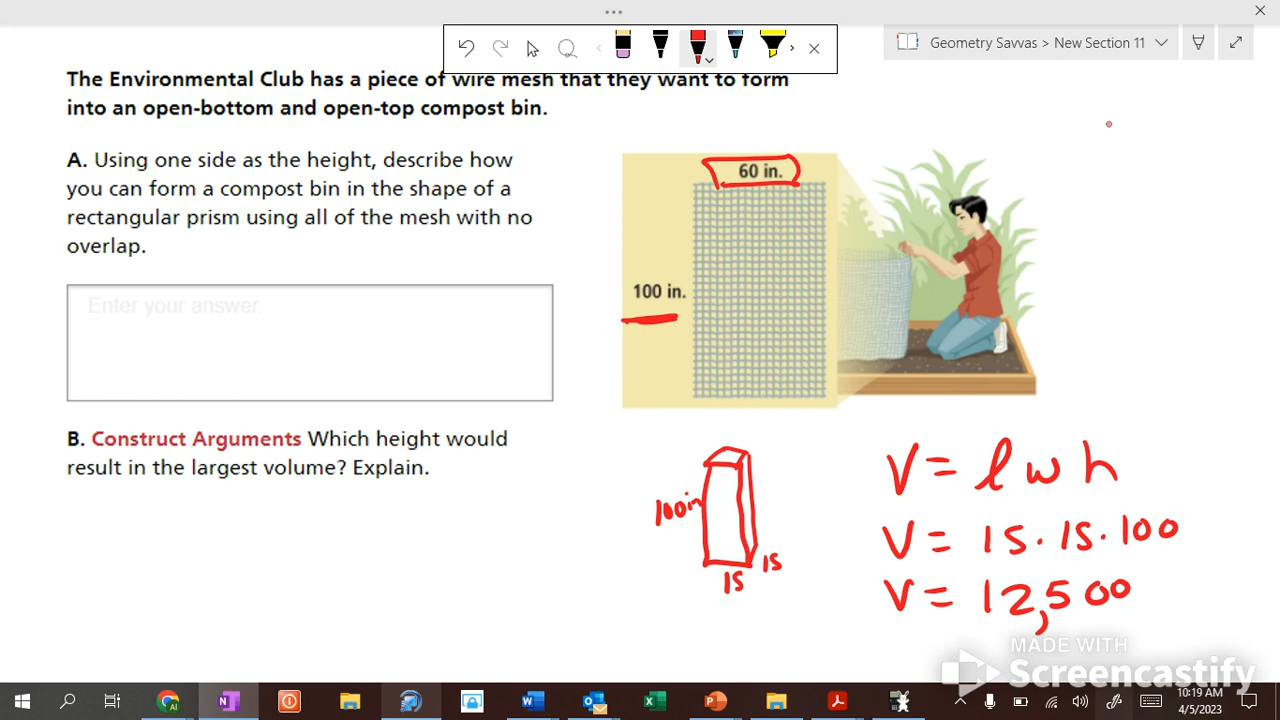 Geometry Savvas > New Section 11
The Environmental Club has a piece of wire mesh that they want to form
into an open-bottom and open-top compost bin.
A. Using one side as the height, describe how
you can form a compost bin in the shape of a
rectangular prism using all of the mesh with no
overlap.
Enter your answer.
60 in.
100 in.
B. Construct Arguments Which height would
result in the largest volume? Explain.
100in
15
15
V = l w h
V = 15 · 15 · 100
V = 12,500
MADE WITH
Screencastify
10:19 AM
4/5/2023